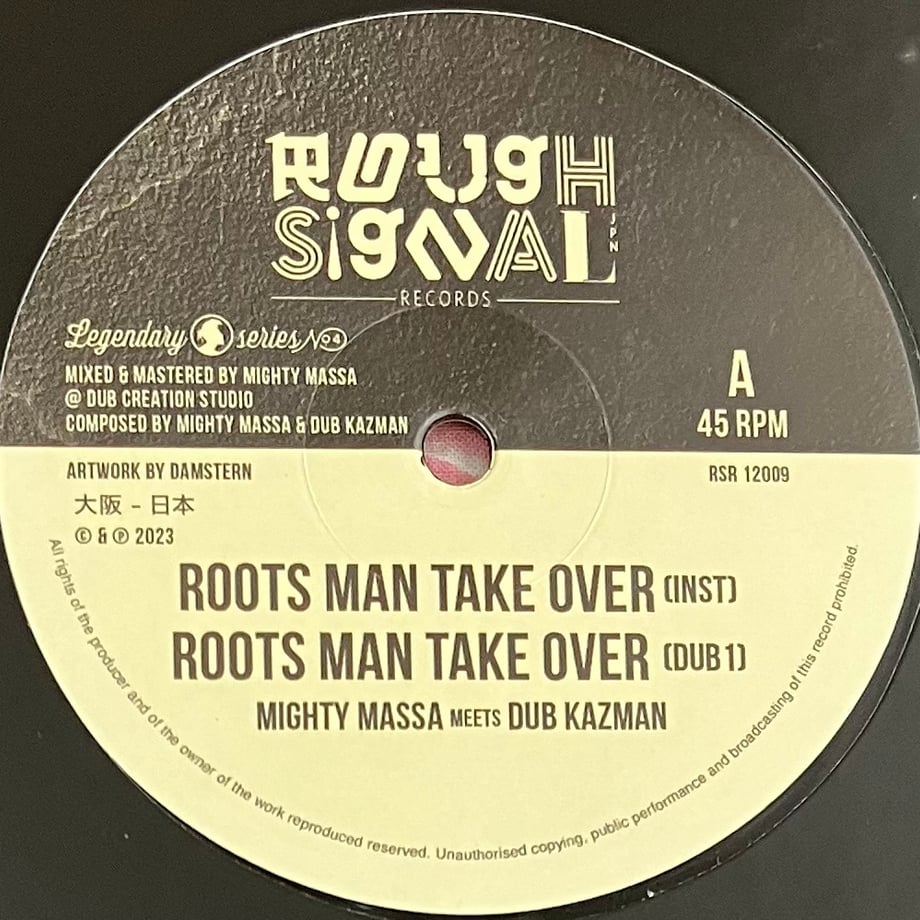 ROUGH
SIGNAL
JPN
RECORDS
Legendary series No4
MIXED & MASTERED BY MIGHTY MASSA
@ DUB CREATION STUDIO
COMPOSED BY MIGHTY MASSA & DUB KAZMAN
A
45 RPM
ARTWORK BY DAMSTERN
RSR 12009
大阪 - 日本
© & ℗ 2023
ROOTS MAN TAKE OVER (INST)
ROOTS MAN TAKE OVER (DUB 1)
MIGHTY MASSA MEETS DUB KAZMAN
All rights of the producer and of the owner of the work reproduced reserved. Unauthorised copying, public performance and broadcasting of this record prohibited.